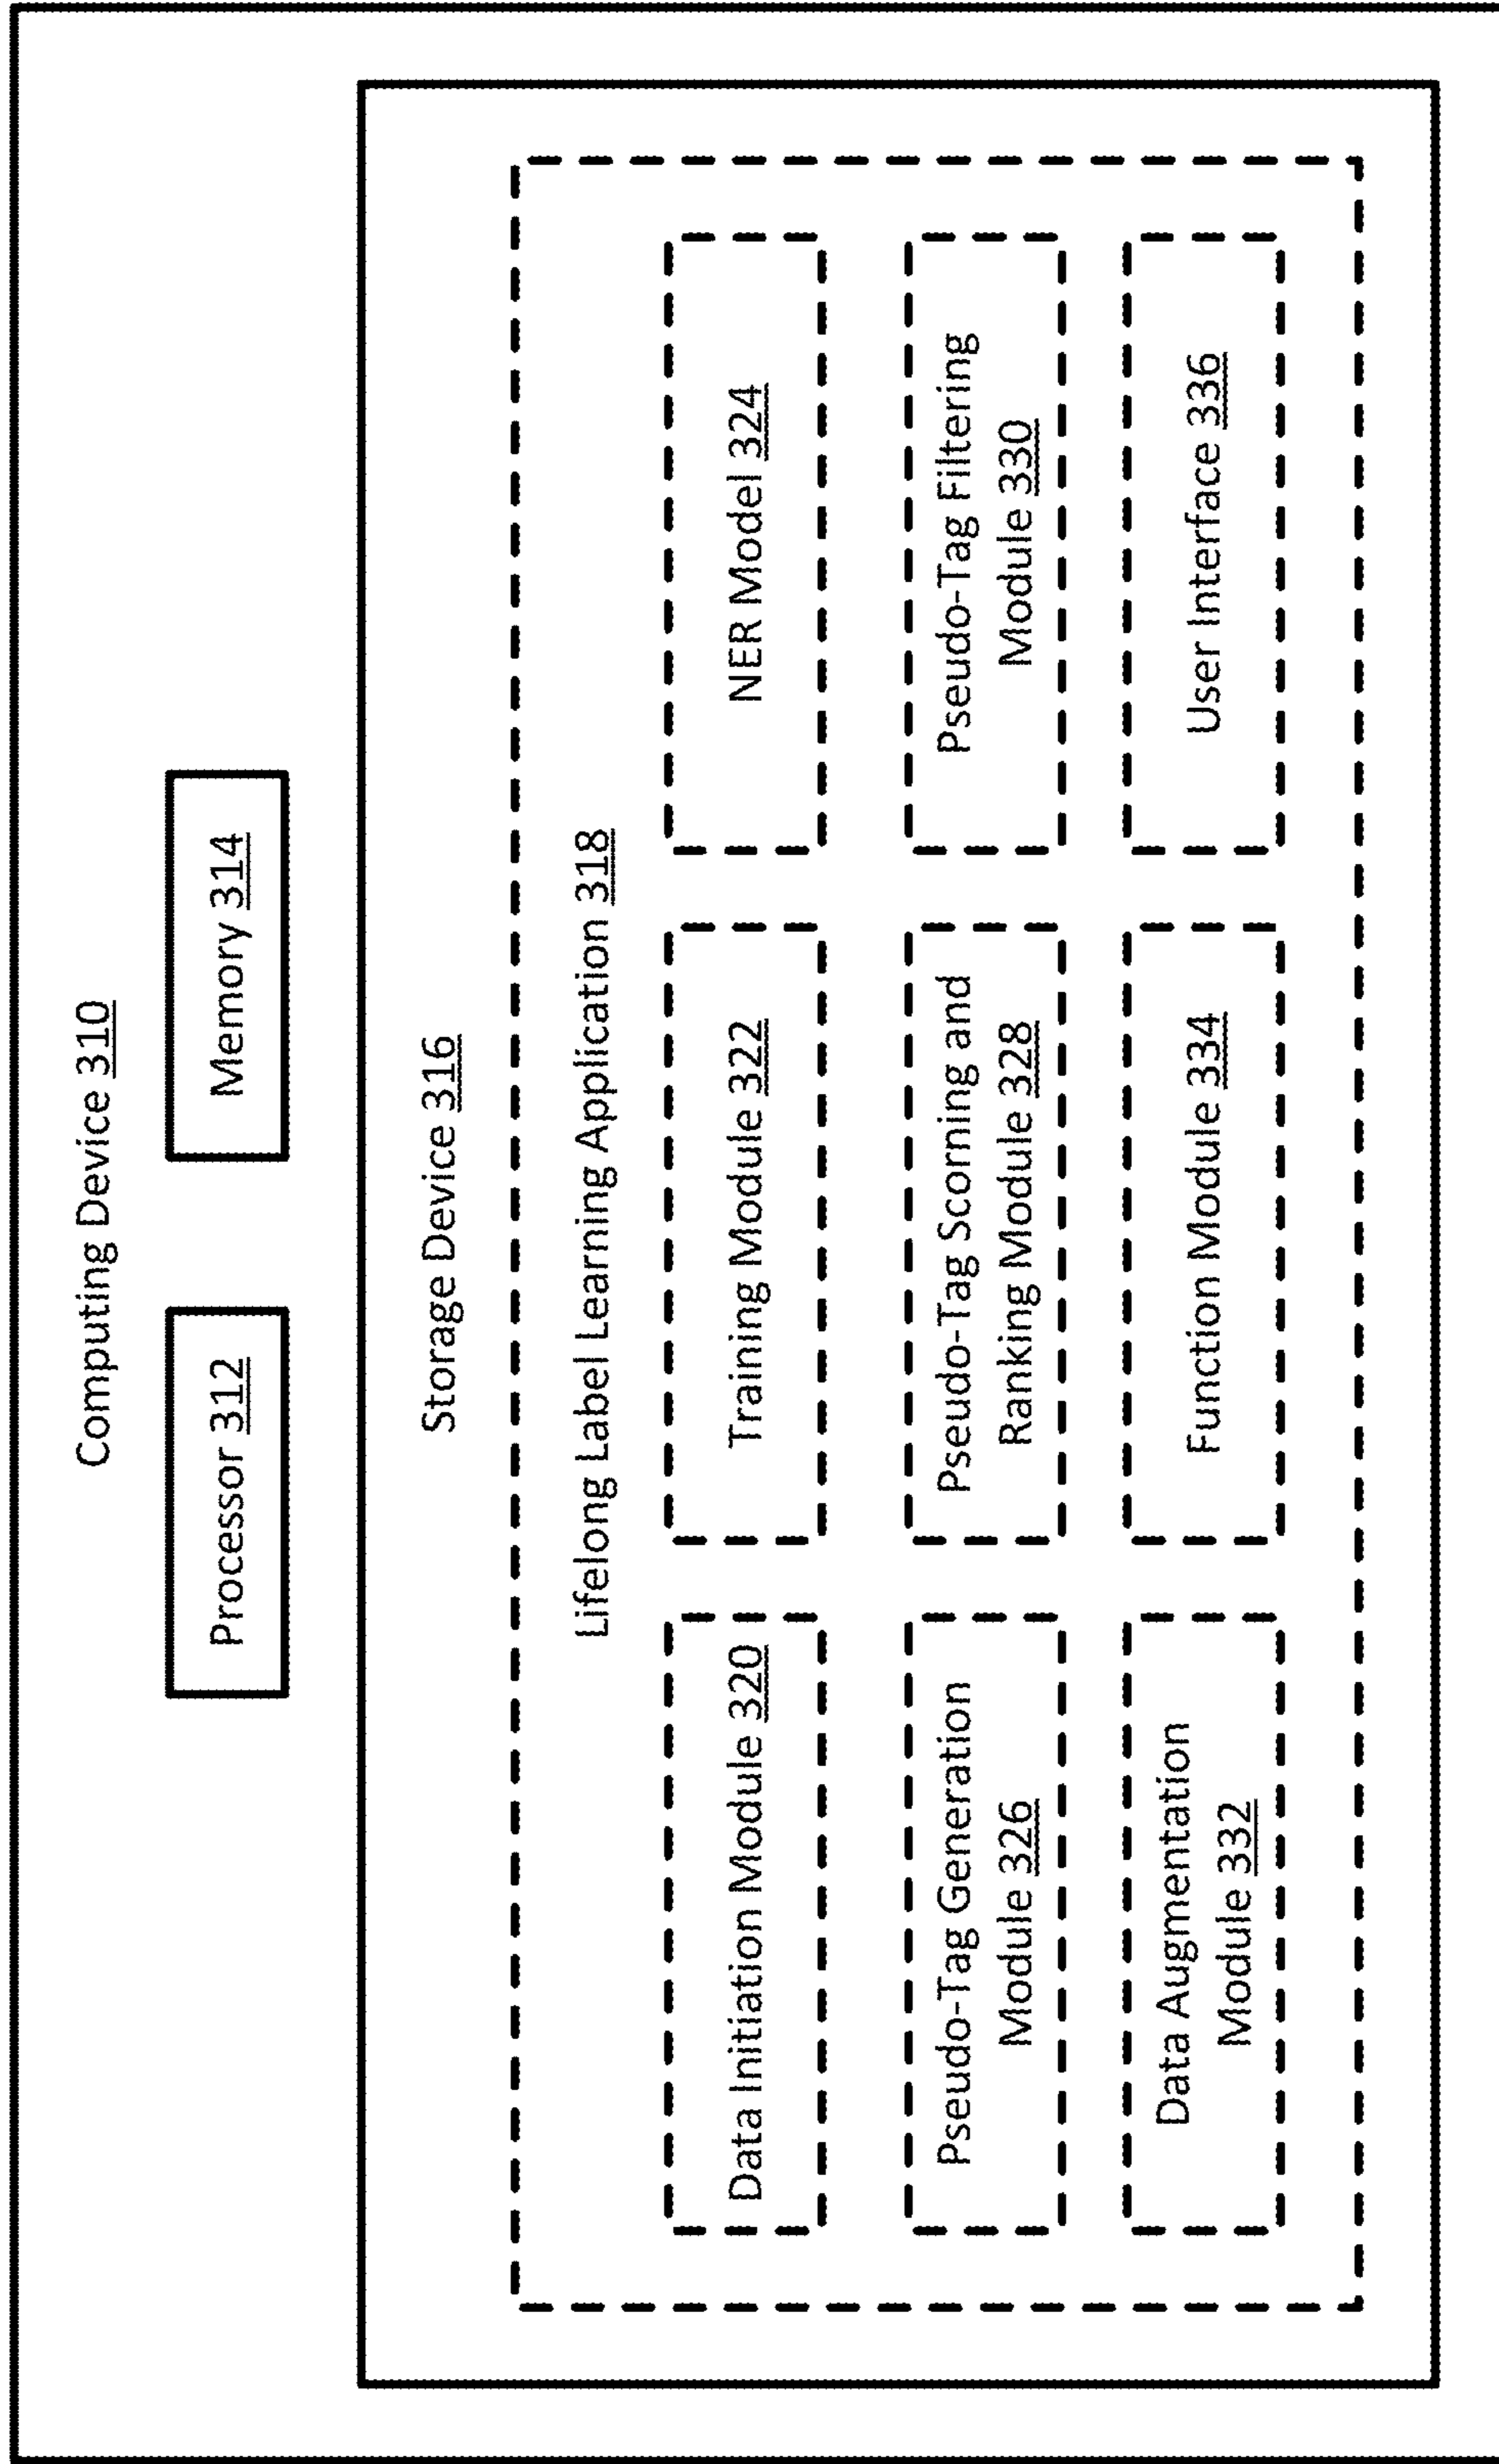 Computing Device 310
Processor 312
Memory 314
Storage Device 316
Lifelong Label Learning Application 318
Data Initiation Module 320
Training Module 322
NER Model 324
Pseudo-Tag Generation
Module 326
Pseudo-Tag Scorning and
Ranking Module 328
Pseudo-Tag Filtering
Module 330
Data Augmentation
Module 332
Function Module 334
User Interface 336